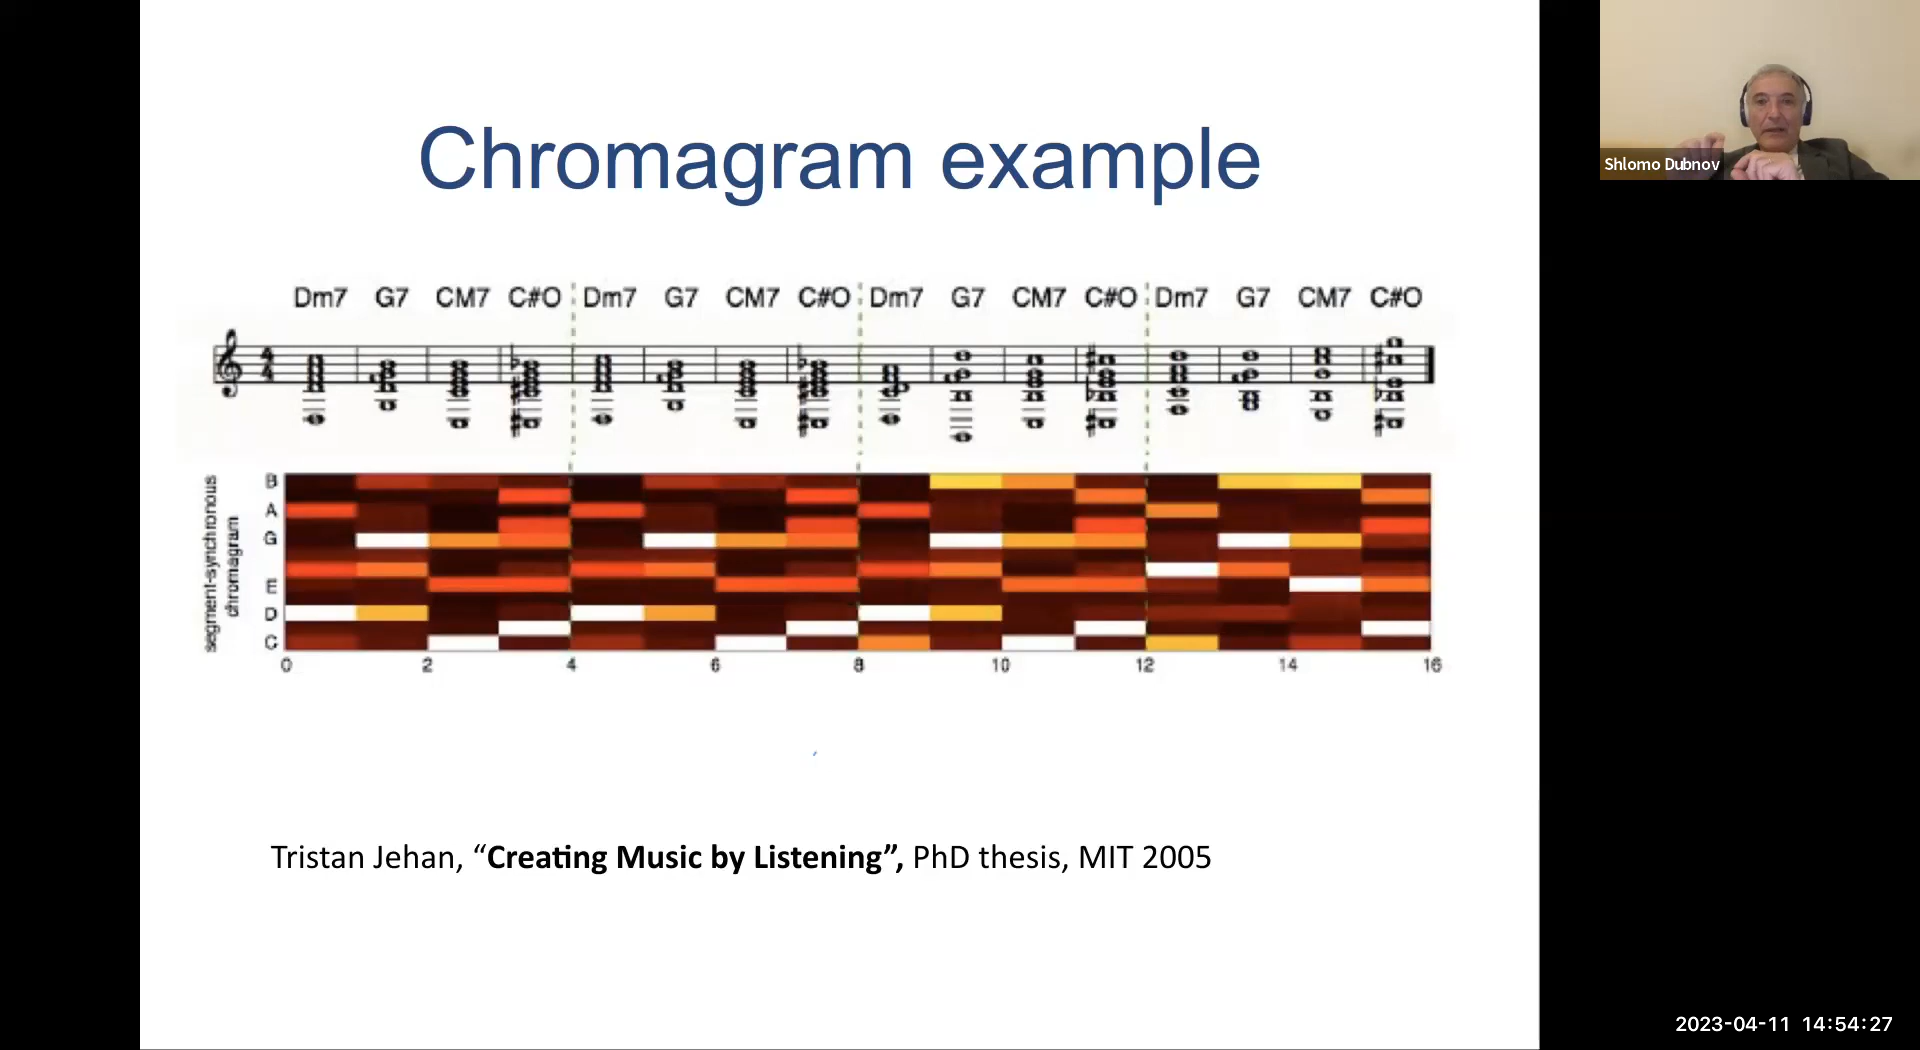 Chromagram example
Dm7 G7 CM7 C#O Dm7 G7 CM7 C#O Dm7 G7 CM7 C#O Dm7 G7 CM7 C#O
4
4
segment-synchronous
chromagram
B
A
G
E
D
C
0 2 4 6 8 10 12 14 16
Tristan Jehan, “Creating Music by Listening”, PhD thesis, MIT 2005
Shlomo Dubnov
2023-04-11 14:54:27